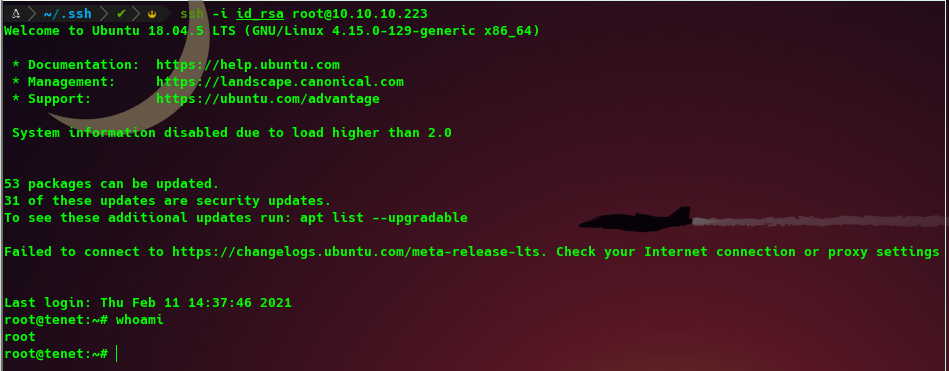 ~/.ssh ✔ ssh -i id_rsa root@10.10.10.223
Welcome to Ubuntu 18.04.5 LTS (GNU/Linux 4.15.0-129-generic x86_64)
* Documentation:  https://help.ubuntu.com
* Management:     https://landscape.canonical.com
* Support:        https://ubuntu.com/advantage
System information disabled due to load higher than 2.0
53 packages can be updated.
31 of these updates are security updates.
To see these additional updates run: apt list --upgradable
Failed to connect to https://changelogs.ubuntu.com/meta-release-lts. Check your Internet connection or proxy settings
Last login: Thu Feb 11 14:37:46 2021
root@tenet:~# whoami
root
root@tenet:~#